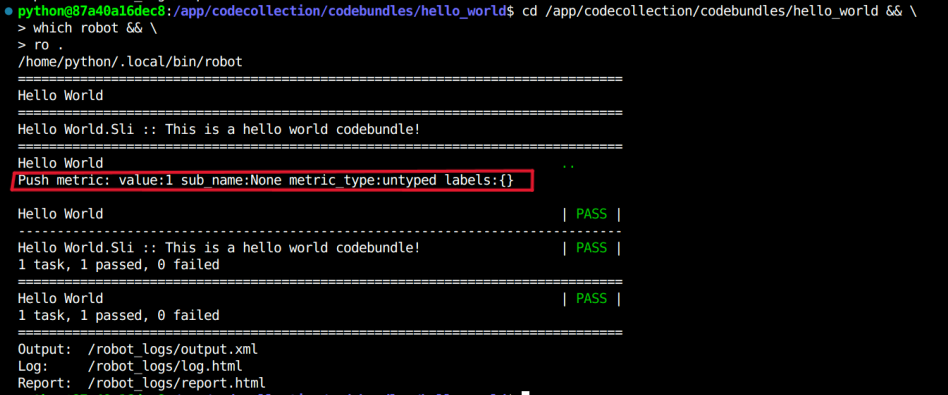 python@87a40a16dec8:/app/codecollection/codebundles/hello_world$ cd /app/codecollection/codebundles/hello_world && \
> which robot && \
> ro .
/home/python/.local/bin/robot
==============================================================================
Hello World
==============================================================================
Hello World.Sli :: This is a hello world codebundle!
==============================================================================
Hello World ..
Push metric: value:1 sub_name:None metric_type:untyped labels:{}
Hello World | PASS |
------------------------------------------------------------------------------
Hello World.Sli :: This is a hello world codebundle! | PASS |
1 task, 1 passed, 0 failed
==============================================================================
Hello World | PASS |
1 task, 1 passed, 0 failed
==============================================================================
Output: /robot_logs/output.xml
Log: /robot_logs/log.html
Report: /robot_logs/report.html